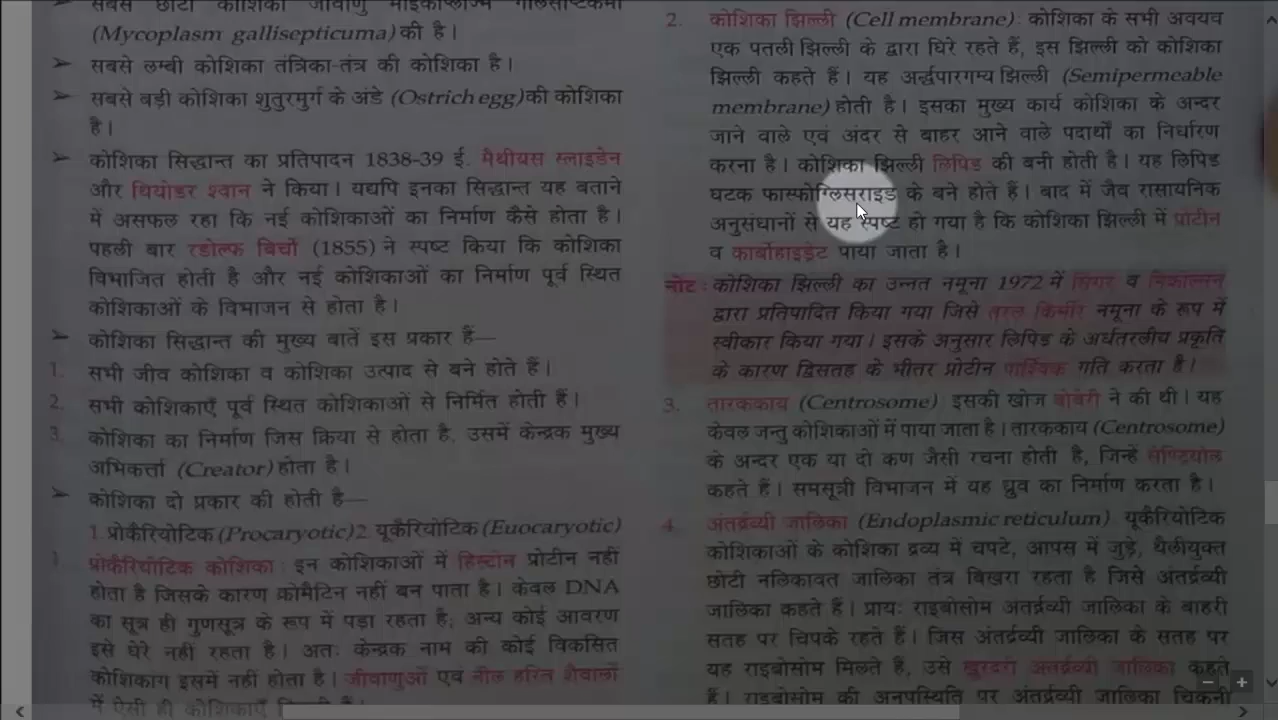 सबसे छोटी कोशिका जीवाणु माइकोप्लाज्म गैलिसेप्टिकमा
(Mycoplasm gallisepticuma) की है।
➢ सबसे लम्बी कोशिका तंत्रिका-तंत्र की कोशिका है।
➢ सबसे बड़ी कोशिका शुतुरमुर्ग के अंडे (Ostrich egg) की कोशिका
है।
➢ कोशिका सिद्धान्त का प्रतिपादन 1838-39 ई. मैथीयस स्लाइडेन
और थियोडर श्वान ने किया। यद्यपि इनका सिद्धान्त यह बताने
में असफल रहा कि नई कोशिकाओं का निर्माण कैसे होता है।
पहली बार रडोल्फ बिर्चो (1855) ने स्पष्ट किया कि कोशिका
विभाजित होती है और नई कोशिकाओं का निर्माण पूर्व स्थित
कोशिकाओं के विभाजन से होता है।
➢ कोशिका सिद्धान्त की मुख्य बातें इस प्रकार हैं—
1. सभी जीव कोशिका व कोशिका उत्पाद से बने होते हैं।
2. सभी कोशिकाएँ पूर्व स्थित कोशिकाओं से निर्मित होती हैं।
3. कोशिका का निर्माण जिस क्रिया से होता है, उसमें केन्द्रक मुख्य
अभिकर्त्ता (Creator) होता है।
➢ कोशिका दो प्रकार की होती है—
1. प्रोकैरियोटिक (Procaryotic) 2. यूकैरियोटिक (Euocaryotic)
1. प्रोकैरियोटिक कोशिका : इन कोशिकाओं में हिस्टोन प्रोटीन नहीं
होता है जिसके कारण क्रोमैटिन नहीं बन पाता है। केवल DNA
का सूत्र ही गुणसूत्र के रूप में पड़ा रहता है; अन्य कोई आवरण
इसे घेरे नहीं रहता है। अतः केन्द्रक नाम की कोई विकसित
कोशिकांग इसमें नहीं होता है। जीवाणुओं एवं नील हरित शैवालों
में ऐसी ही कोशिकाएँ
2. कोशिका झिल्ली (Cell membrane) : कोशिका के सभी अवयव
एक पतली झिल्ली के द्वारा घिरे रहते हैं, इस झिल्ली को कोशिका
झिल्ली कहते हैं। यह अर्द्धपारगम्य झिल्ली (Semipermeable
membrane) होती है। इसका मुख्य कार्य कोशिका के अन्दर
जाने वाले एवं अंदर से बाहर आने वाले पदार्थों का निर्धारण
करना है। कोशिका झिल्ली लिपिड की बनी होती है। यह लिपिड
घटक फास्फोग्लिसराइड के बने होते हैं। बाद में जैव रासायनिक
अनुसंधानों से यह स्पष्ट हो गया है कि कोशिका झिल्ली में प्रोटीन
व कार्बोहाइड्रेट पाया जाता है।
नोट : कोशिका झिल्ली का उन्नत नमूना 1972 में सिंगर व निकोल्सन
द्वारा प्रतिपादित किया गया जिसे तरल किर्मीर नमूना के रूप में
स्वीकार किया गया। इसके अनुसार लिपिड के अर्धतरलीय प्रकृति
के कारण द्विसतह के भीतर प्रोटीन पार्श्विक गति करता है।
3. तारककाय (Centrosome) : इसकी खोज बोबेरी ने की थी। यह
केवल जन्तु कोशिकाओं में पाया जाता है। तारककाय (Centrosome)
के अन्दर एक या दो कण जैसी रचना होती है, जिन्हें सेण्ट्रियोल
कहते हैं। समसूत्री विभाजन में यह ध्रुव का निर्माण करता है।
4. अंतर्द्रव्यी जालिका (Endoplasmic reticulum) : यूकैरियोटिक
कोशिकाओं के कोशिका द्रव्य में चपटे, आपस में जुड़े, थैलीयुक्त
छोटी नलिकावत जालिका तंत्र बिखरा रहता है जिसे अंतर्द्रव्यी
जालिका कहते हैं। प्रायः राइबोसोम अंतर्द्रव्यी जालिका के बाहरी
सतह पर चिपके रहते हैं। जिस अंतर्द्रव्यी जालिका के सतह पर
यह राइबोसोम मिलते हैं, उसे खुरदरी अंतर्द्रव्यी जालिका कहते
हैं। राइबोसोम की अनुपस्थिति पर अंतर्द्रव्यी जालिका चिकनी